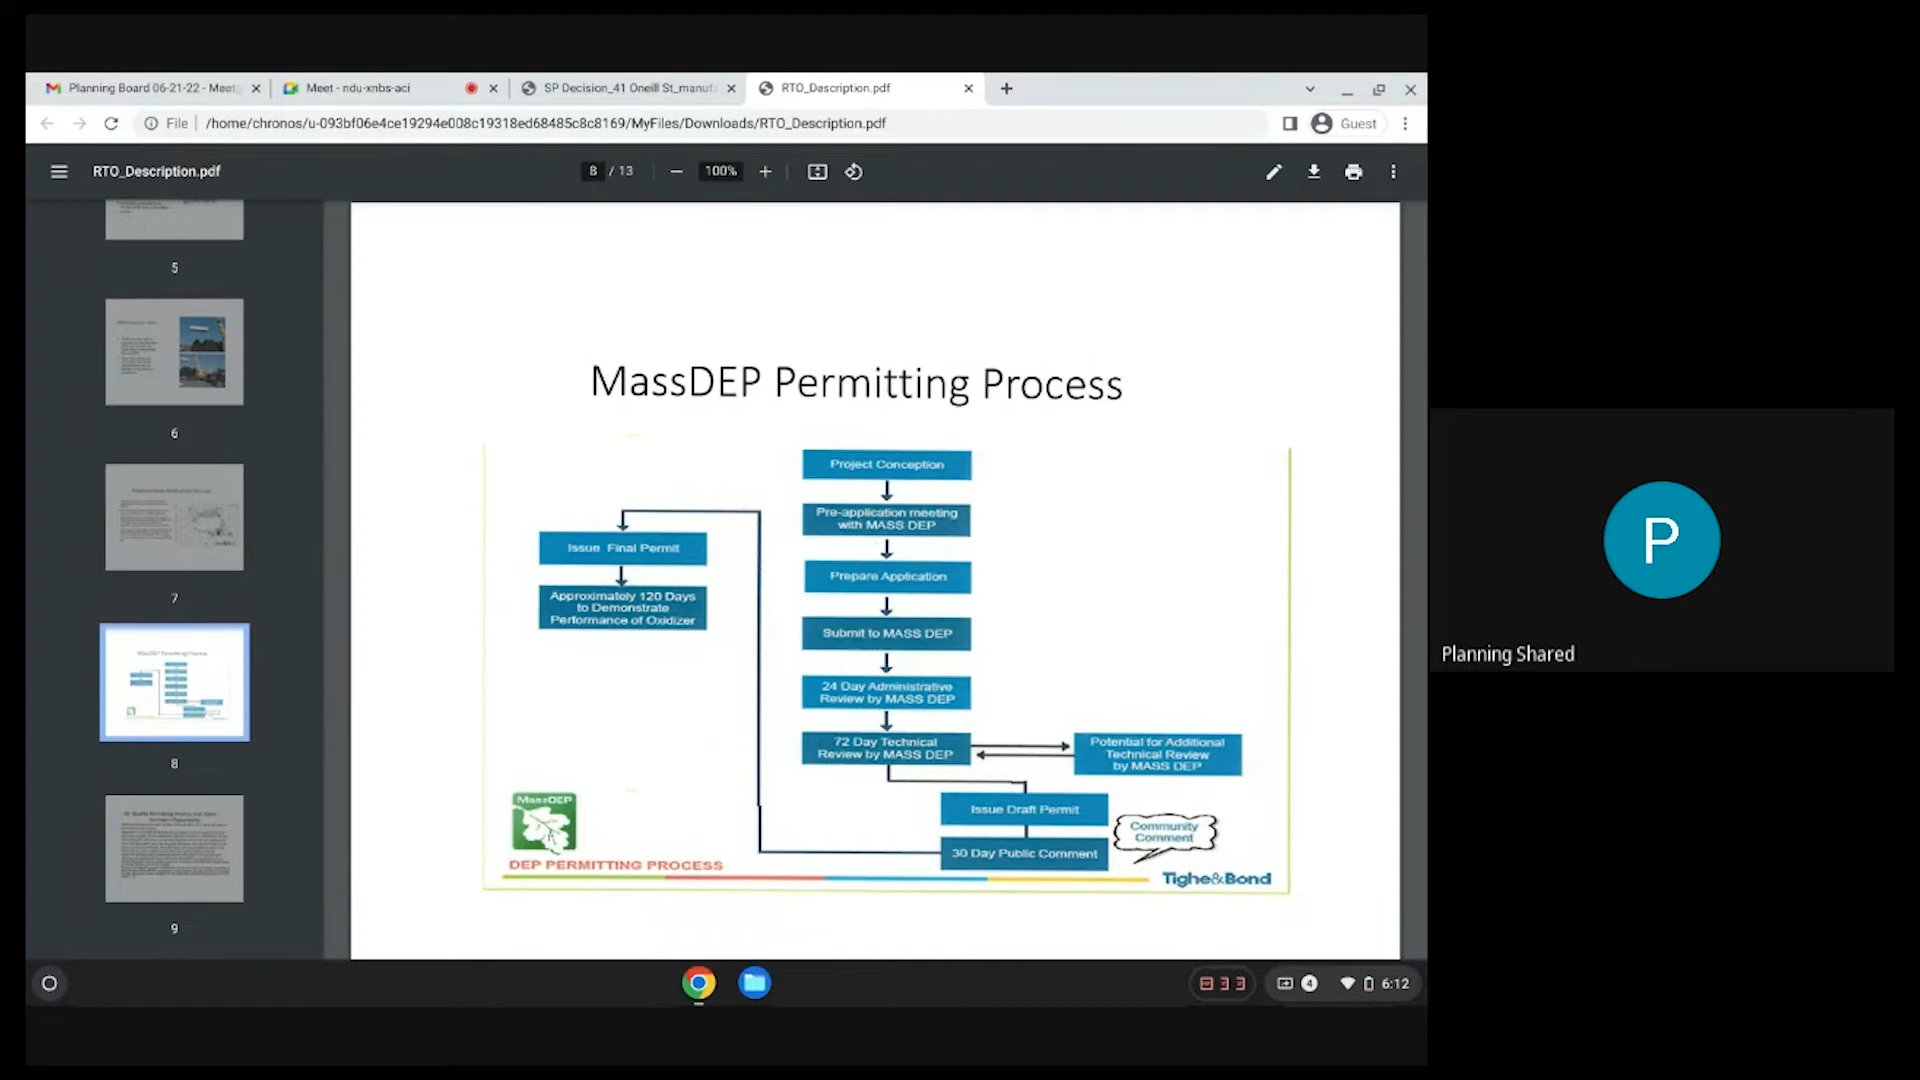 Planning Board 06-21-22 - Meet
Meet - ndu-xnbs-aci
SP Decision_41 Oneill St_manuf
RTO_Description.pdf
File
/home/chronos/u-093bf06e4ce19294e008c19318ed68485c8c8169/MyFiles/Downloads/RTO_Description.pdf
Guest
RTO_Description.pdf
8 / 13
100%
5
6
7
8
9
MassDEP Permitting Process
Project Conception
Pre-application meeting
with MASS DEP
Prepare Application
Submit to MASS DEP
24 Day Administrative
Review by MASS DEP
72 Day Technical
Review by MASS DEP
Potential for Additional
Technical Review
by MASS DEP
Issue Draft Permit
30 Day Public Comment
Community
Comment
Issue Final Permit
Approximately 120 Days
to Demonstrate
Performance of Oxidizer
MassDEP
DEP PERMITTING PROCESS
Tighe&Bond
4
6:12
P
Planning Shared